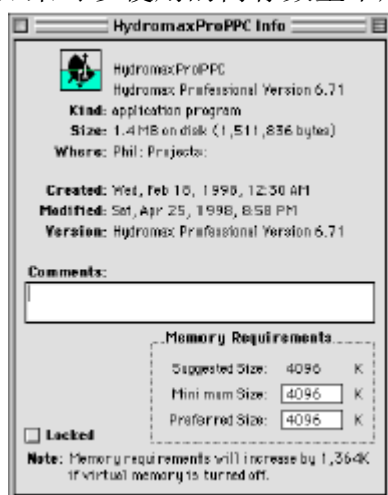 HydromaxProPPC Info
HydromaxProPPC
Hydromax Professional Version 6.71
Kind: application program
Size: 1.4 MB on disk (1,511,836 bytes)
Where: Phil: Projects:
Created: Wed, Feb 18, 1998, 12:30 AM
Modified: Sat, Apr 25, 1998, 8:58 PM
Version: Hydromax Professional Version 6.71
Comments:
Memory Requirements
Suggested Size: 4096 K
Minimum Size: 4096 K
Preferred Size: 4096 K
Locked
Note: Memory requirements will increase by 1,364K
if virtual memory is turned off.